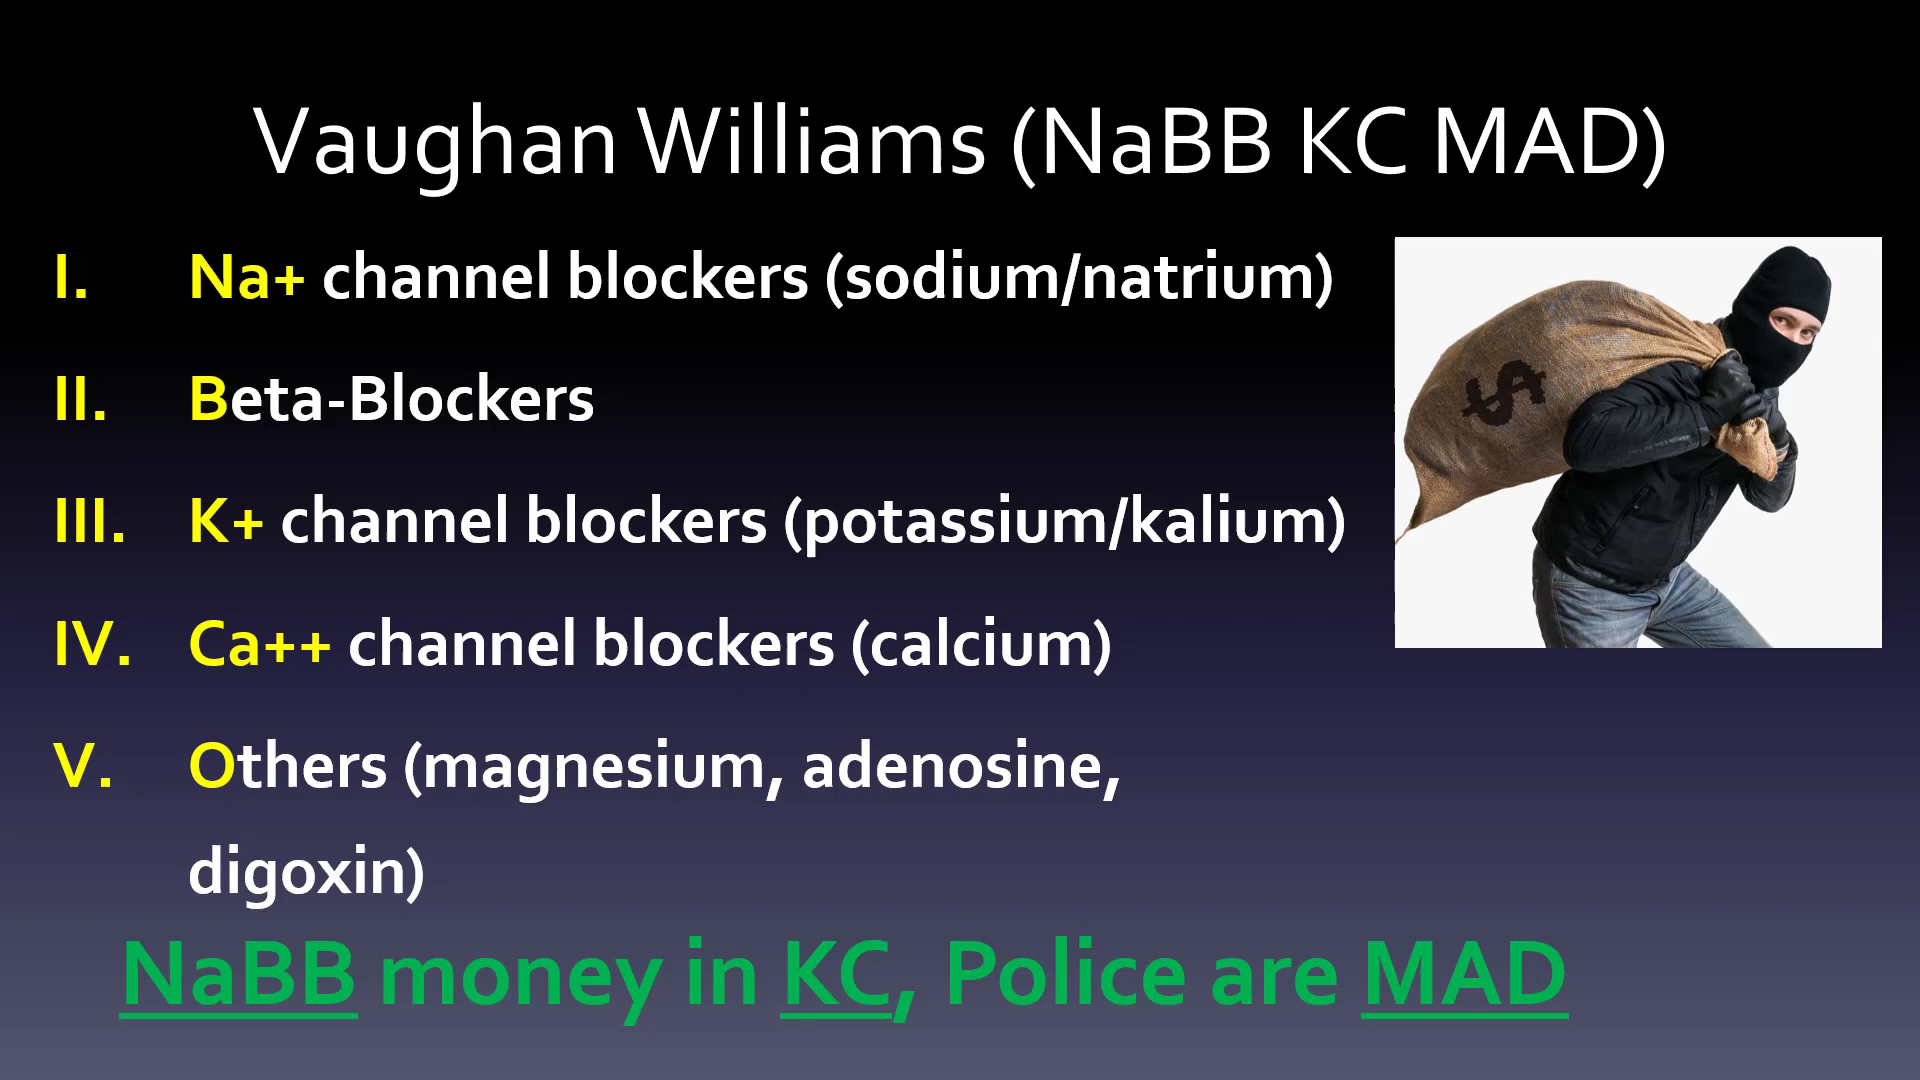 Vaughan Williams (NaBB KC MAD)
I. Na+ channel blockers (sodium/natrium)
II. Beta-Blockers
III. K+ channel blockers (potassium/kalium)
IV. Ca++ channel blockers (calcium)
V. Others (magnesium, adenosine,
digoxin)
$
NaBB money in KC, Police are MAD